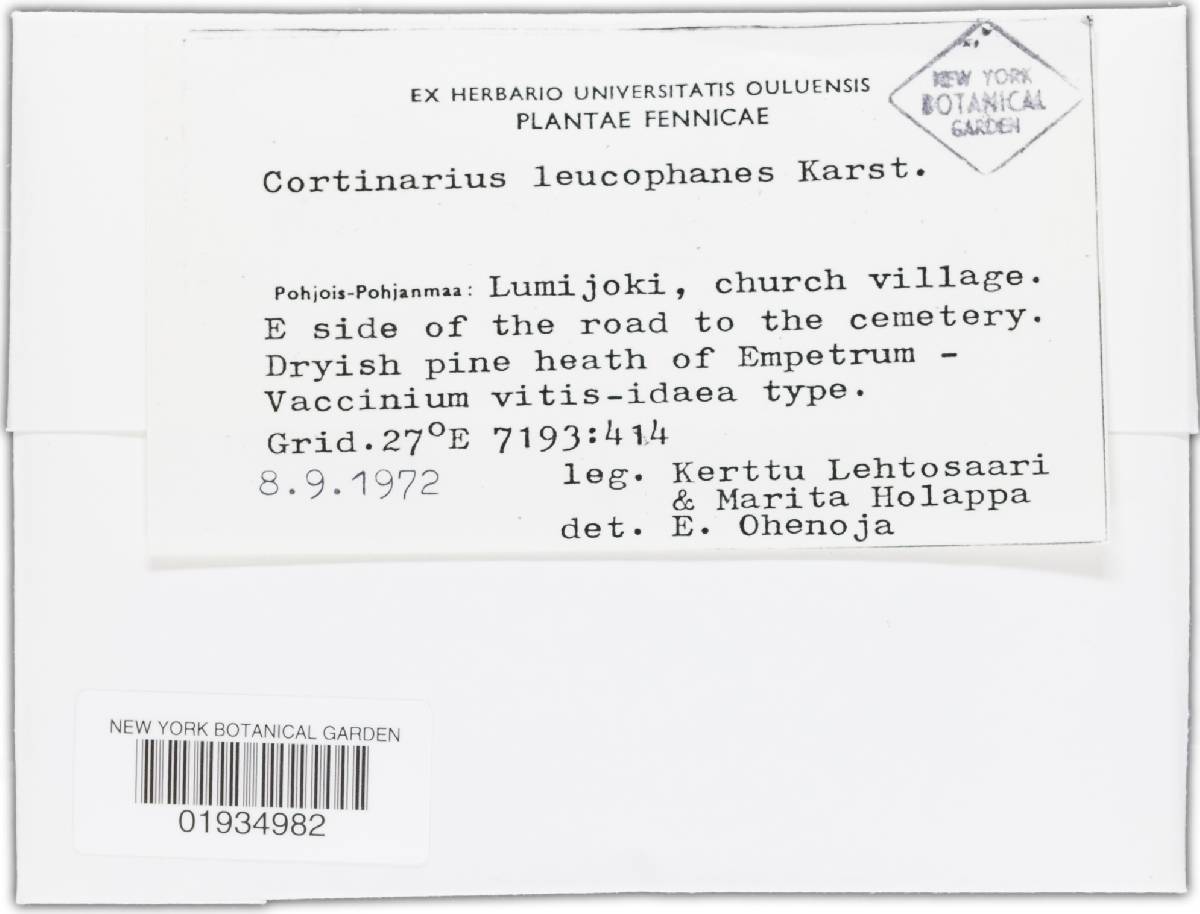 EX HERBARIO UNIVERSITATIS OULUENSIS
PLANTAE FENNICAE
NEW YORK
BOTANICAL
GARDEN
Cortinarius leucophanes Karst.
Pohjois-Pohjanmaa: Lumijoki, church village.
E side of the road to the cemetery.
Dryish pine heath of Empetrum -
Vaccinium vitis-idaea type.
Grid.27°E 7193:414
8.9.1972
leg. Kerttu Lehtosaari
& Marita Holappa
det. E. Ohenoja
NEW YORK BOTANICAL GARDEN
01934982